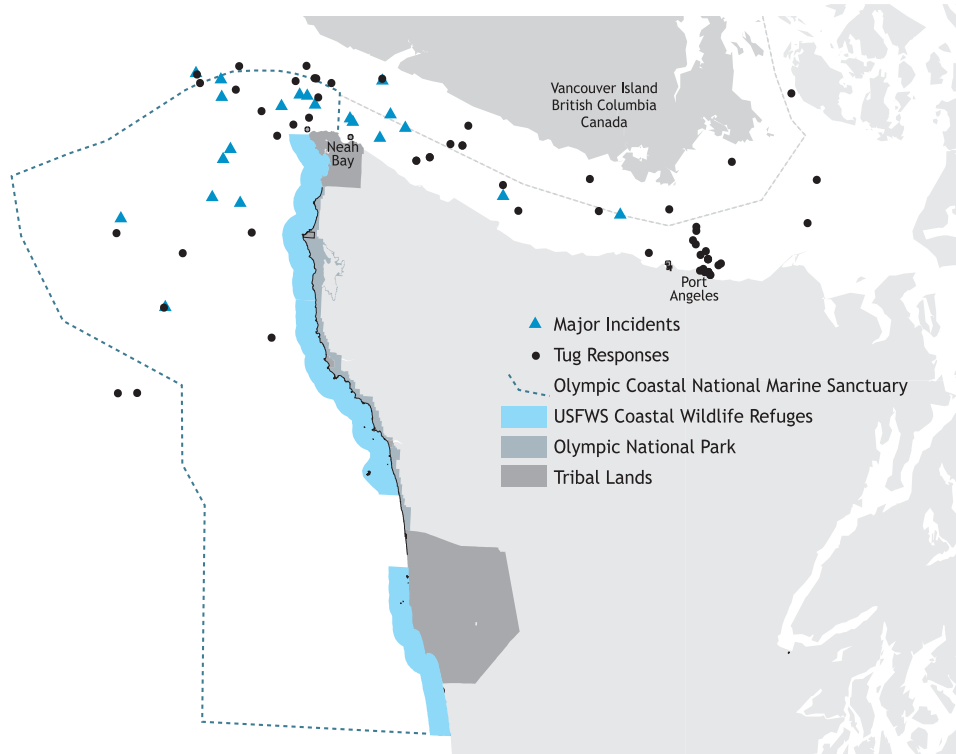 Vancouver Island
British Columbia
Canada
Neah
Bay
Port
Angeles
Major Incidents
Tug Responses
Olympic Coastal National Marine Sanctuary
USFWS Coastal Wildlife Refuges
Olympic National Park
Tribal Lands